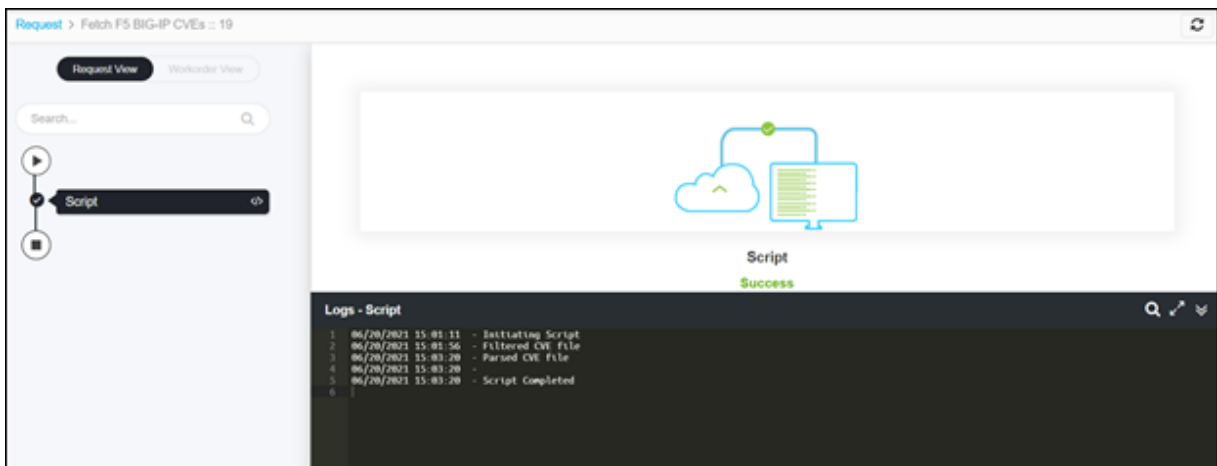 Request > Fetch F5 BIG-IP CVEs :: 19
Request View
Workorder View
Search...
Script
Script
Success
Logs - Script
1 06/20/2021 15:01:11 - Initiating Script
2 06/20/2021 15:01:56 - Filtered CVE file
3 06/20/2021 15:03:20 - Parsed CVE file
4 06/20/2021 15:03:20 -
5 06/20/2021 15:03:20 - Script Completed
6